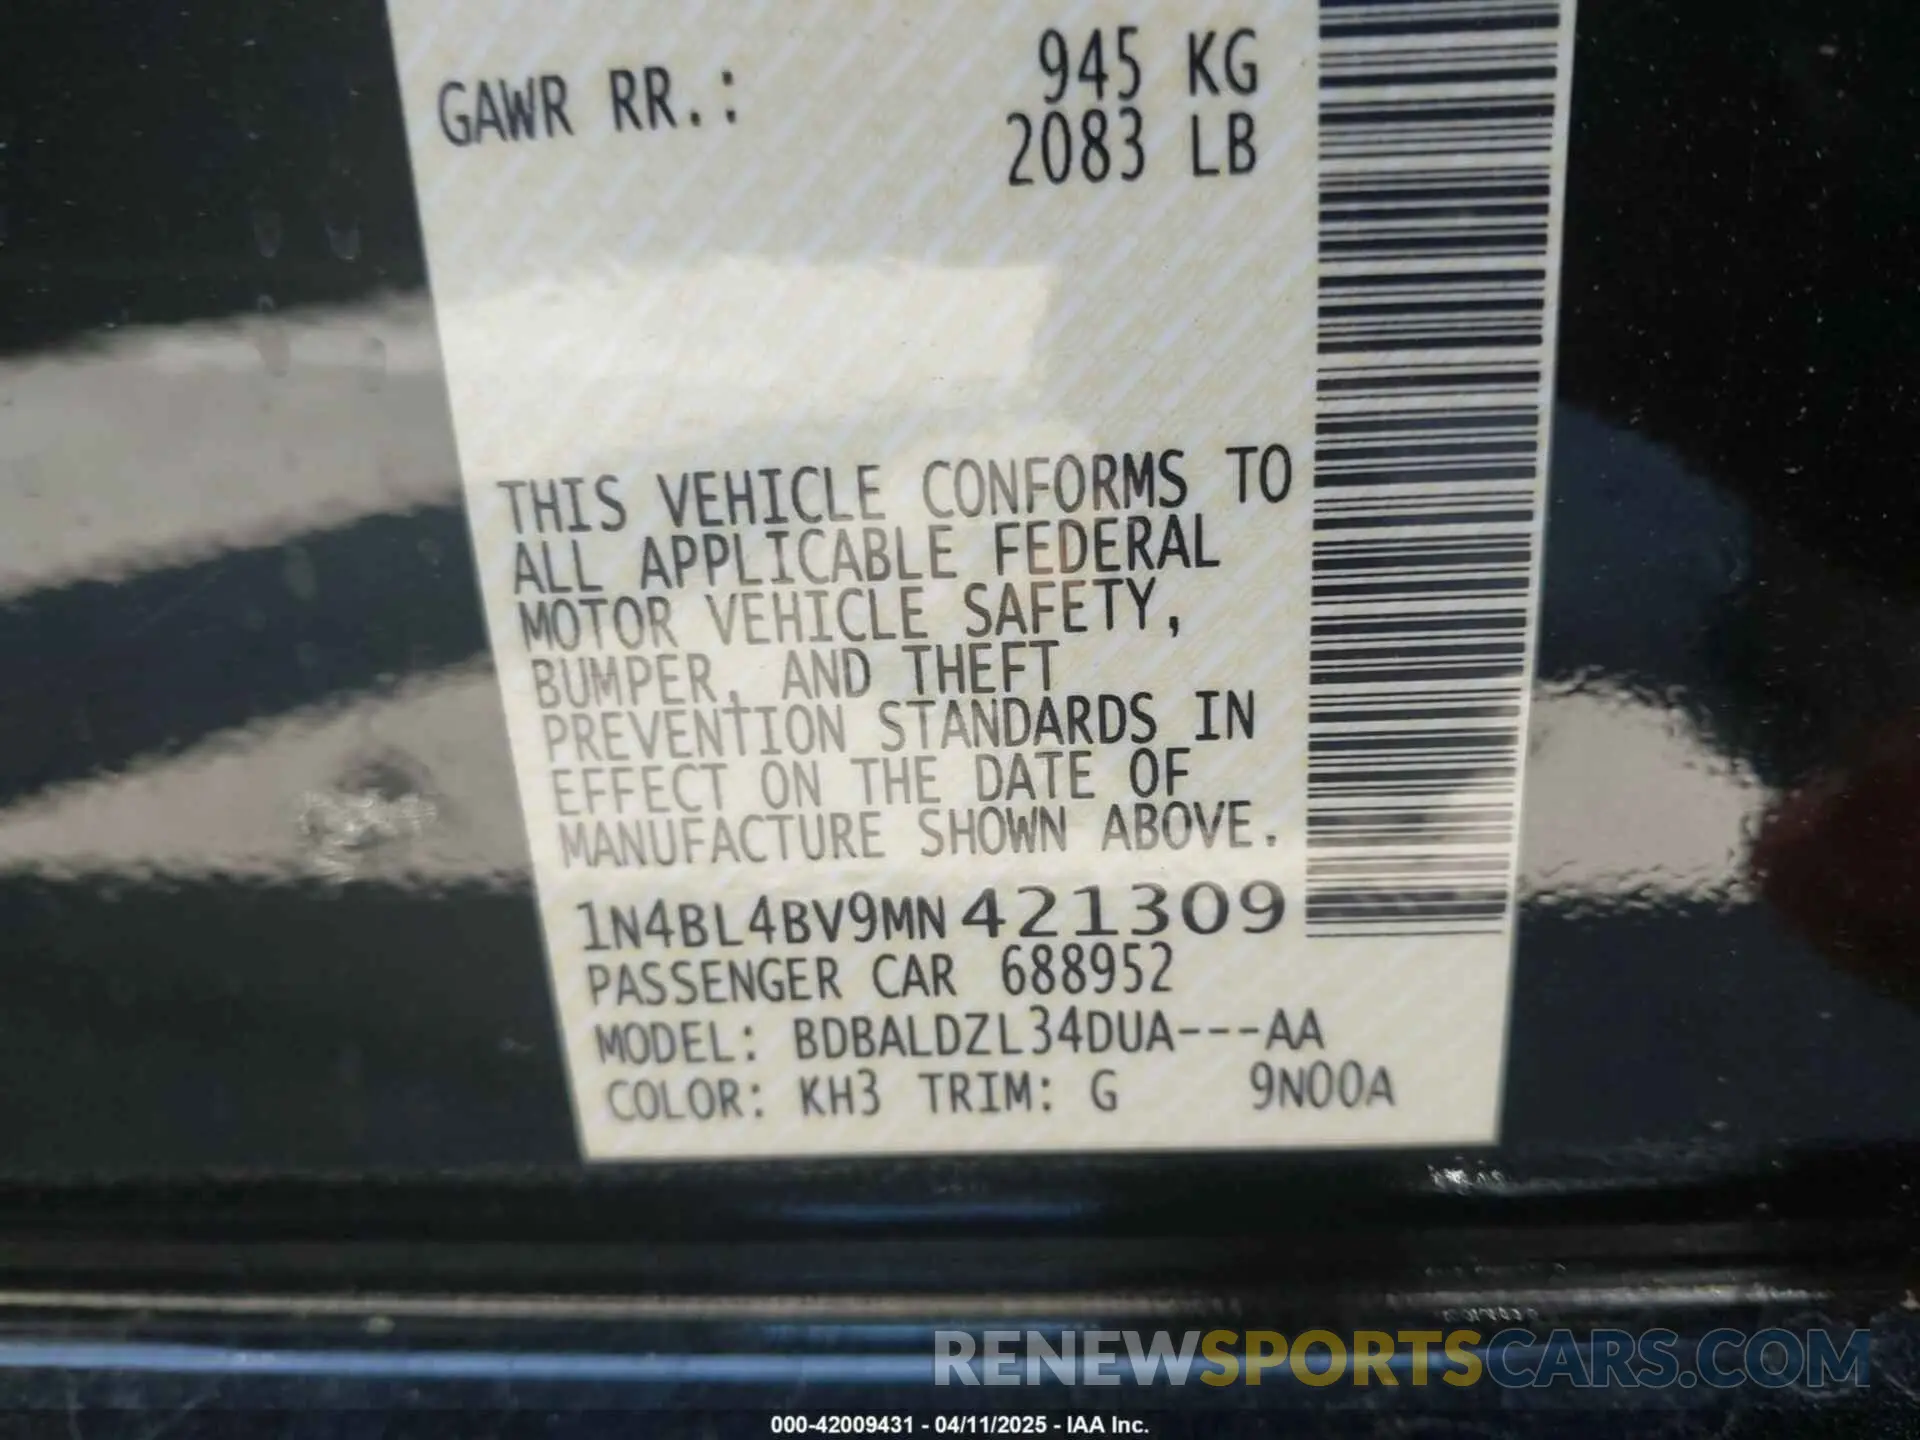 GAWR RR.: 945 KG
2083 LB
THIS VEHICLE CONFORMS TO
ALL APPLICABLE FEDERAL
MOTOR VEHICLE SAFETY,
BUMPER, AND THEFT
PREVENTION STANDARDS IN
EFFECT ON THE DATE OF
MANUFACTURE SHOWN ABOVE.
1N4BL4BV9MN 421309
PASSENGER CAR 688952
MODEL: BDBALDZL34DUA---AA
COLOR: KH3 TRIM: G 9N00A
RENEWSPORTSCARS.COM
000-42009431 - 04/11/2025 - IAA Inc.